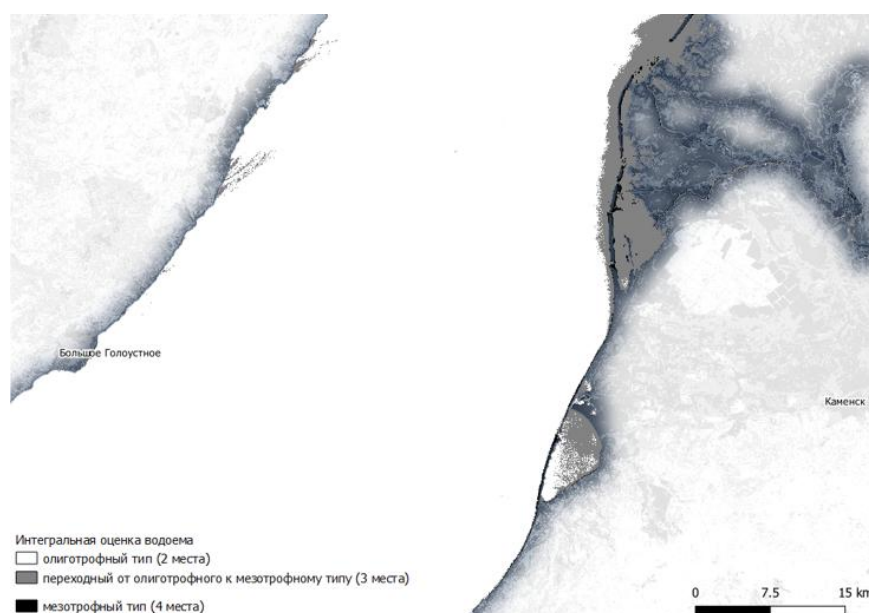 Большое Голоустное
Каменск
Интегральная оценка водоема
олиготрофный тип (2 места)
переходный от олиготрофного к мезотрофному типу (3 места)
мезотрофный тип (4 места)
0 7.5 15 km